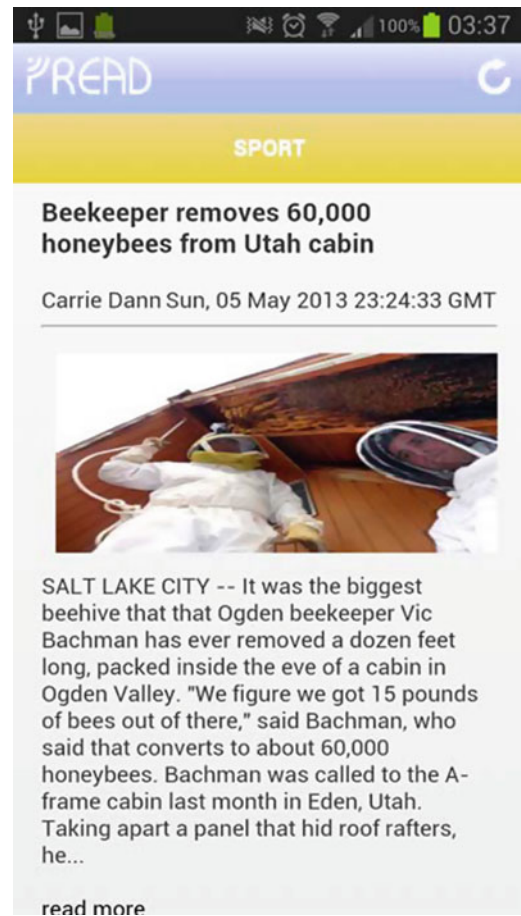 100% 03:37
READ
SPORT
Beekeeper removes 60,000
honeybees from Utah cabin
Carrie Dann Sun, 05 May 2013 23:24:33 GMT
SALT LAKE CITY -- It was the biggest
beehive that that Ogden beekeeper Vic
Bachman has ever removed a dozen feet
long, packed inside the eve of a cabin in
Ogden Valley. "We figure we got 15 pounds
of bees out of there," said Bachman, who
said that converts to about 60,000
honeybees. Bachman was called to the A-
frame cabin last month in Eden, Utah.
Taking apart a panel that hid roof rafters,
he...
read more